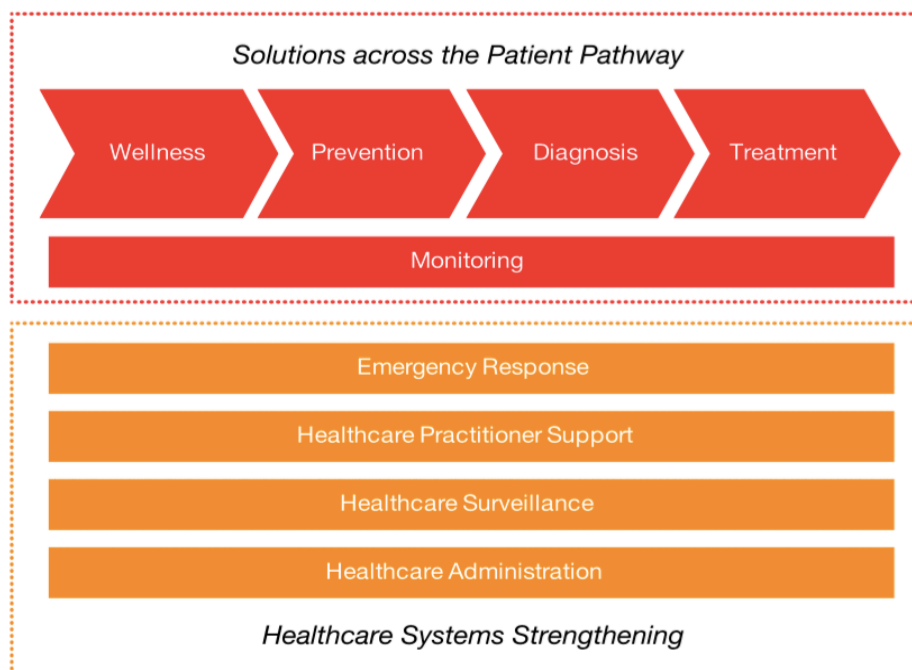 Solutions across the Patient Pathway
Wellness
Prevention
Diagnosis
Treatment
Monitoring
Emergency Response
Healthcare Practitioner Support
Healthcare Surveillance
Healthcare Administration
Healthcare Systems Strengthening